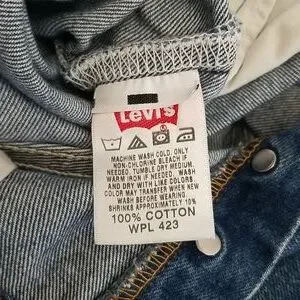 Levi's
MACHINE WASH COLD. ONLY
NON-CHLORINE BLEACH IF
NEEDED. TUMBLE DRY MEDIUM.
WARM IRON IF NEEDED. WASH
AND DRY WITH LIKE COLORS.
COLOR MAY TRANSFER WHEN NEW
WASH BEFORE WEARING
SHRINKS APPROXIMATELY 10%
100% COTTON
WPL 423